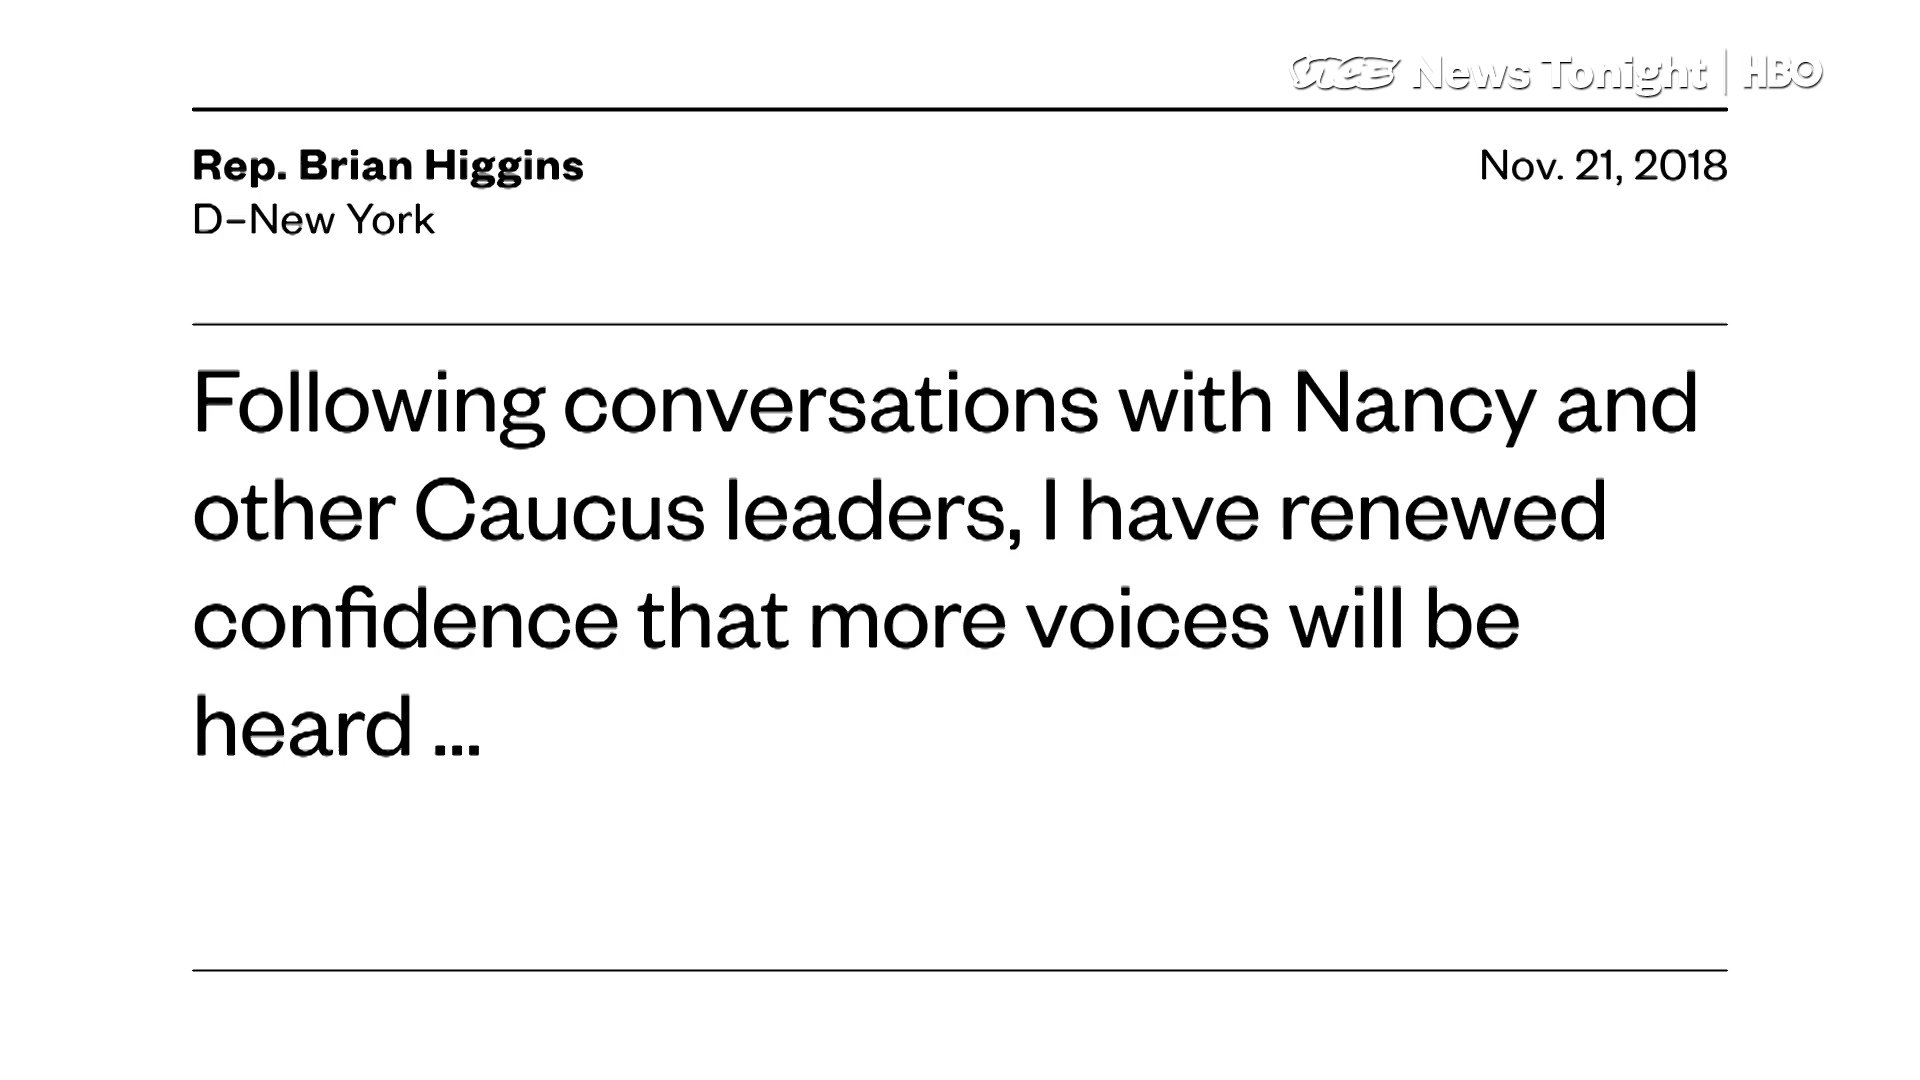 VICE News Tonight | HBO
Rep. Brian Higgins
Nov. 21, 2018
D–New York
Following conversations with Nancy and
other Caucus leaders, I have renewed
confidence that more voices will be
heard ...